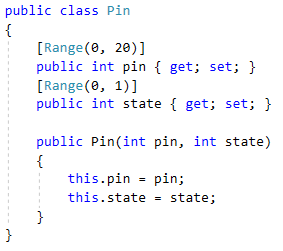 public class Pin
{
    [Range(0, 20)]
    public int pin { get; set; }
    [Range(0, 1)]
    public int state { get; set; }

    public Pin(int pin, int state)
    {
        this.pin = pin;
        this.state = state;
    }
}